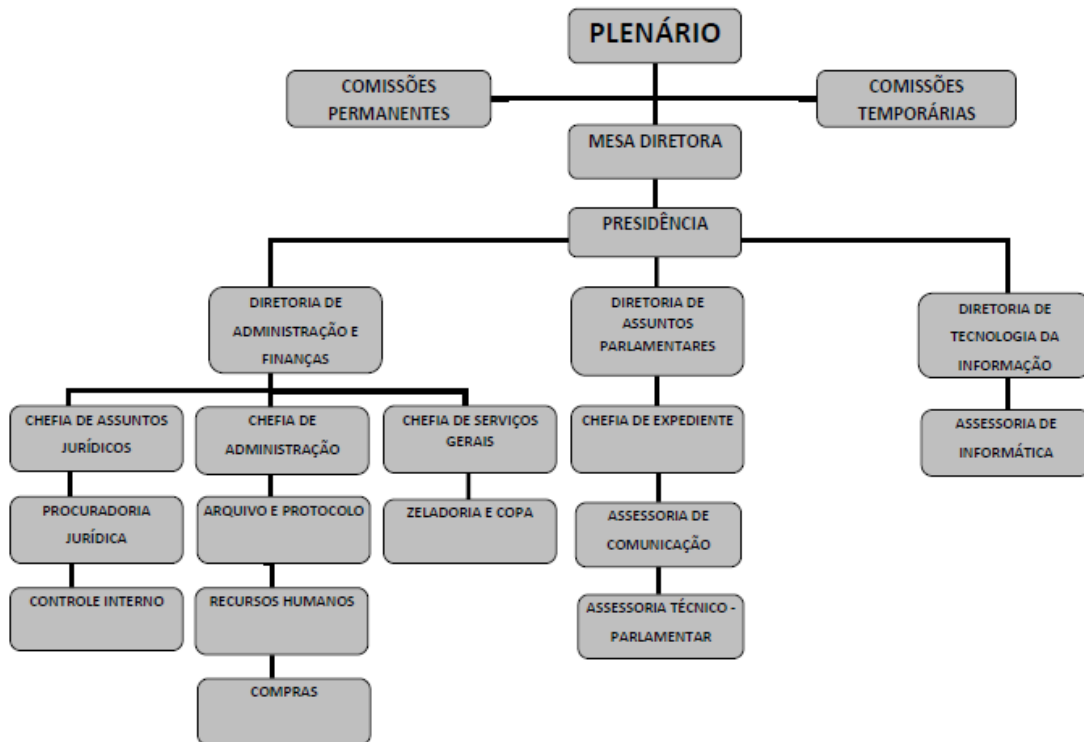 PLENÁRIO
COMISSÕES
PERMANENTES
COMISSÕES
TEMPORÁRIAS
MESA DIRETORA
PRESIDÊNCIA
DIRETORIA DE
ADMINISTRAÇÃO E
FINANÇAS
DIRETORIA DE
ASSUNTOS
PARLAMENTARES
DIRETORIA DE
TECNOLOGIA DA
INFORMAÇÃO
CHEFIA DE ASSUNTOS
JURÍDICOS
CHEFIA DE
ADMINISTRAÇÃO
CHEFIA DE SERVIÇOS
GERAIS
CHEFIA DE EXPEDIENTE
ASSESSORIA DE
INFORMÁTICA
PROCURADORIA
JURÍDICA
ARQUIVO E PROTOCOLO
ZELADORIA E COPA
ASSESSORIA DE
COMUNICAÇÃO
CONTROLE INTERNO
RECURSOS HUMANOS
ASSESSORIA TÉCNICO -
PARLAMENTAR
COMPRAS